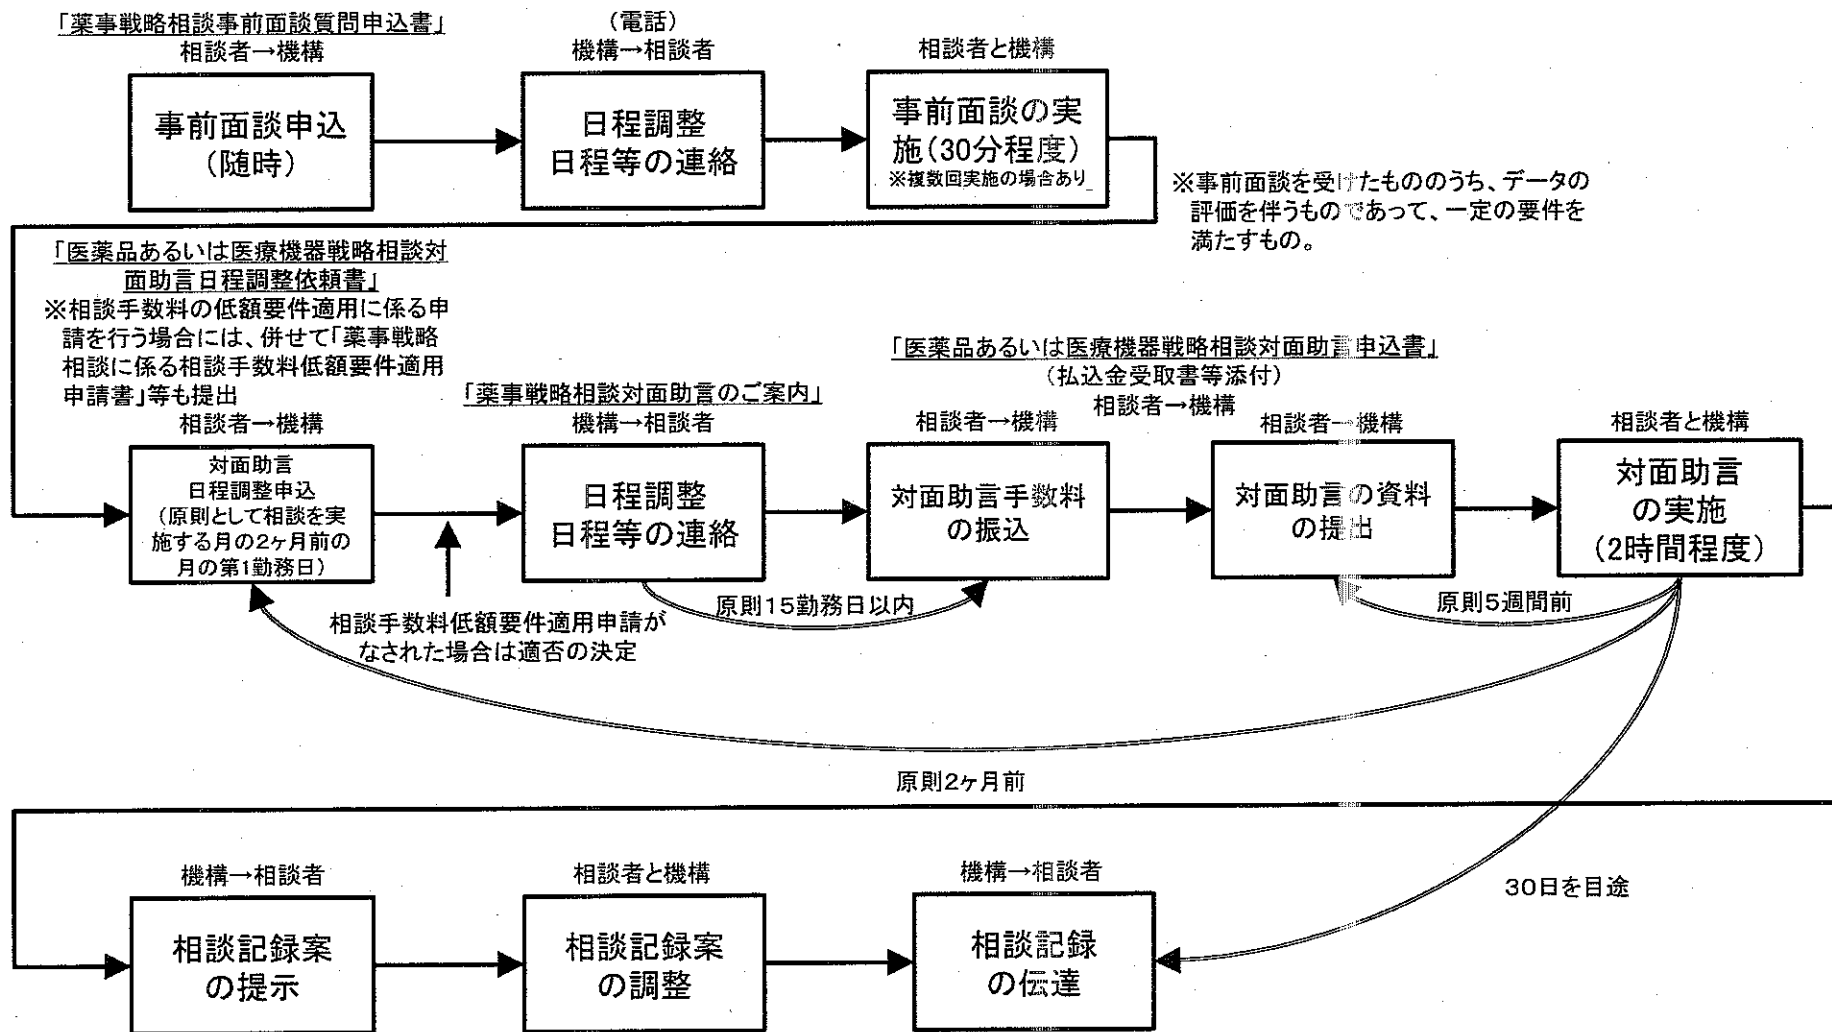 「薬事戦略相談事前面談質問申込書」
相談者→機構
事前面談申込
(随時)
(電話)
機構→相談者
日程調整
日程等の連絡
相談者と機構
事前面談の実
施(30分程度)
※複数回実施の場合あり
※事前面談を受けたもののうち、データの
評価を伴うものであって、一定の要件を
満たすもの。
「医薬品あるいは医療機器戦略相談対
面助言日程調整依頼書」
※相談手数料の低額要件適用に係る申
請を行う場合には、併せて「薬事戦略
相談に係る相談手数料低額要件適用
申請書」等も提出
相談者→機構
対面助言
日程調整申込
(原則として相談を実
施する月の2ヶ月前の
月の第1勤務日)
相談手数料低額要件適用申請が
なされた場合は適否の決定
「薬事戦略相談対面助言のご案内」
機構→相談者
日程調整
日程等の連絡
原則15勤務日以内
「医薬品あるいは医療機器戦略相談対面助言申込書」
(払込金受取書等添付)
相談者→機構
相談者→機構
対面助言手数料
の振込
相談者→機構
対面助言の資料
の提出
原則5週間前
相談者と機構
対面助言
の実施
(2時間程度)
原則2ヶ月前
30日を目途
機構→相談者
相談記録案
の提示
相談者と機構
相談記録案
の調整
機構→相談者
相談記録
の伝達